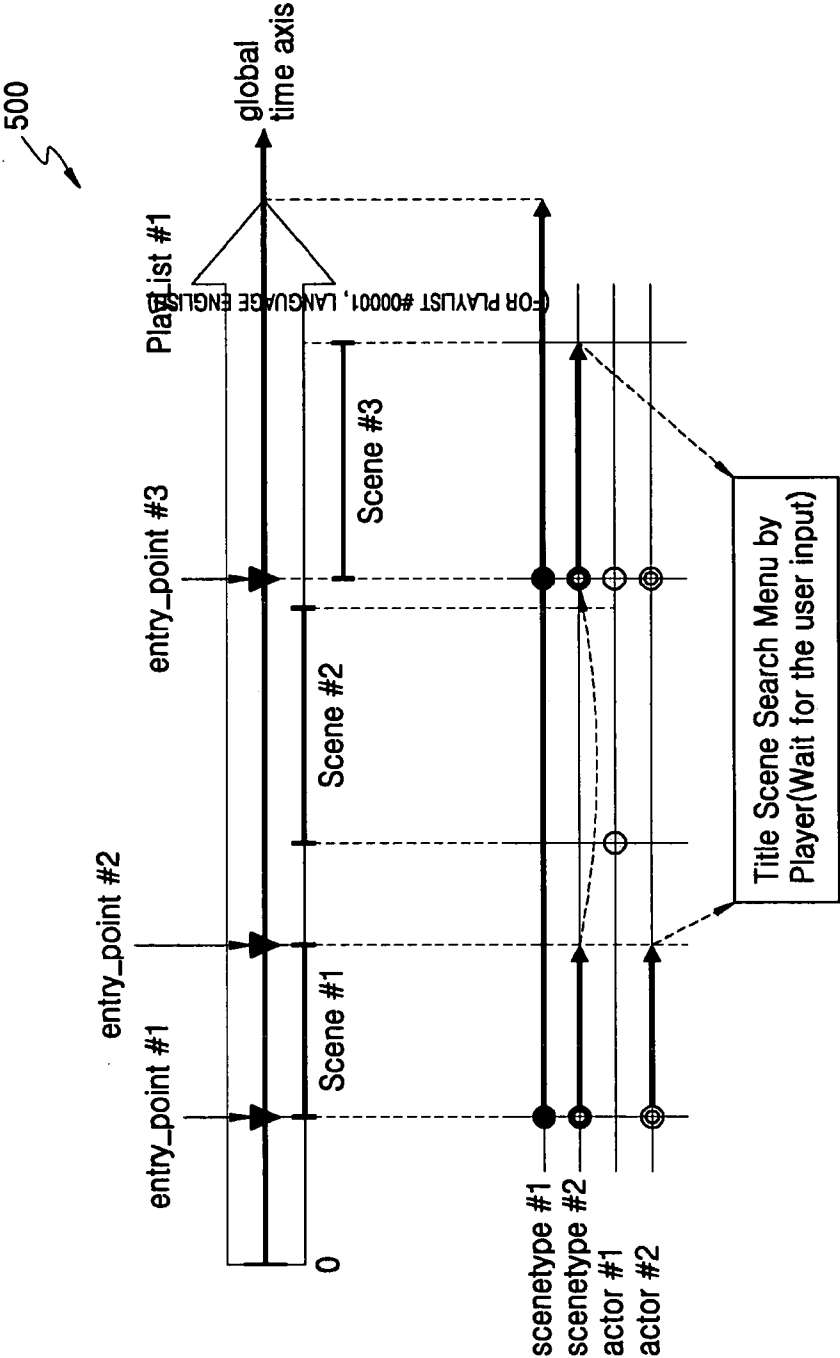 500
PlayList #1
global
time axis
(FOR PLAYLIST #00001, LANGUAGE ENGLISH)
entry_point #1
entry_point #2
entry_point #3
0
Scene #1
Scene #2
Scene #3
scenetype #1
scenetype #2
actor #1
actor #2
Title Scene Search Menu by
Player(Wait for the user input)